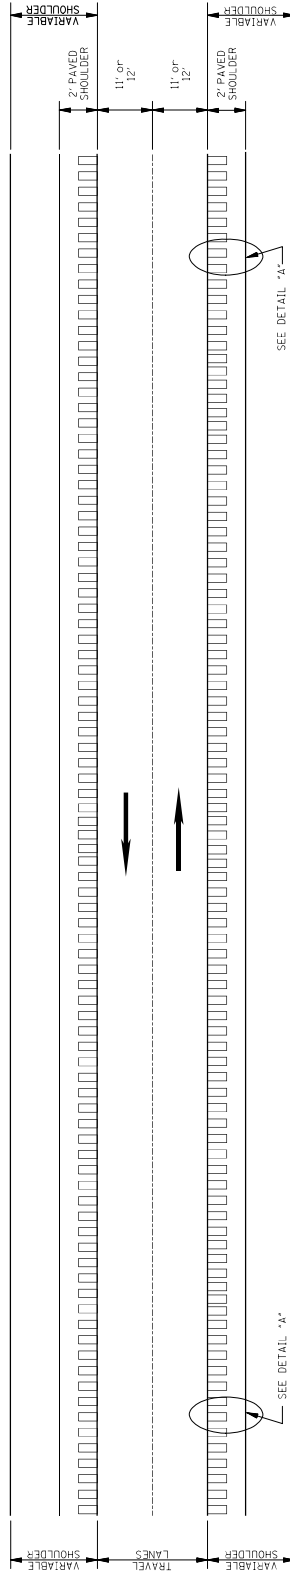 VARIABLE
SHOULDER
2' PAVED
SHOULDER
11' or
12'
11' or
12'
2' PAVED
SHOULDER
VARIABLE
SHOULDER
SEE DETAIL "A"
SEE DETAIL "A"
VARIABLE
SHOULDER
TRAVEL
LANES
VARIABLE
SHOULDER